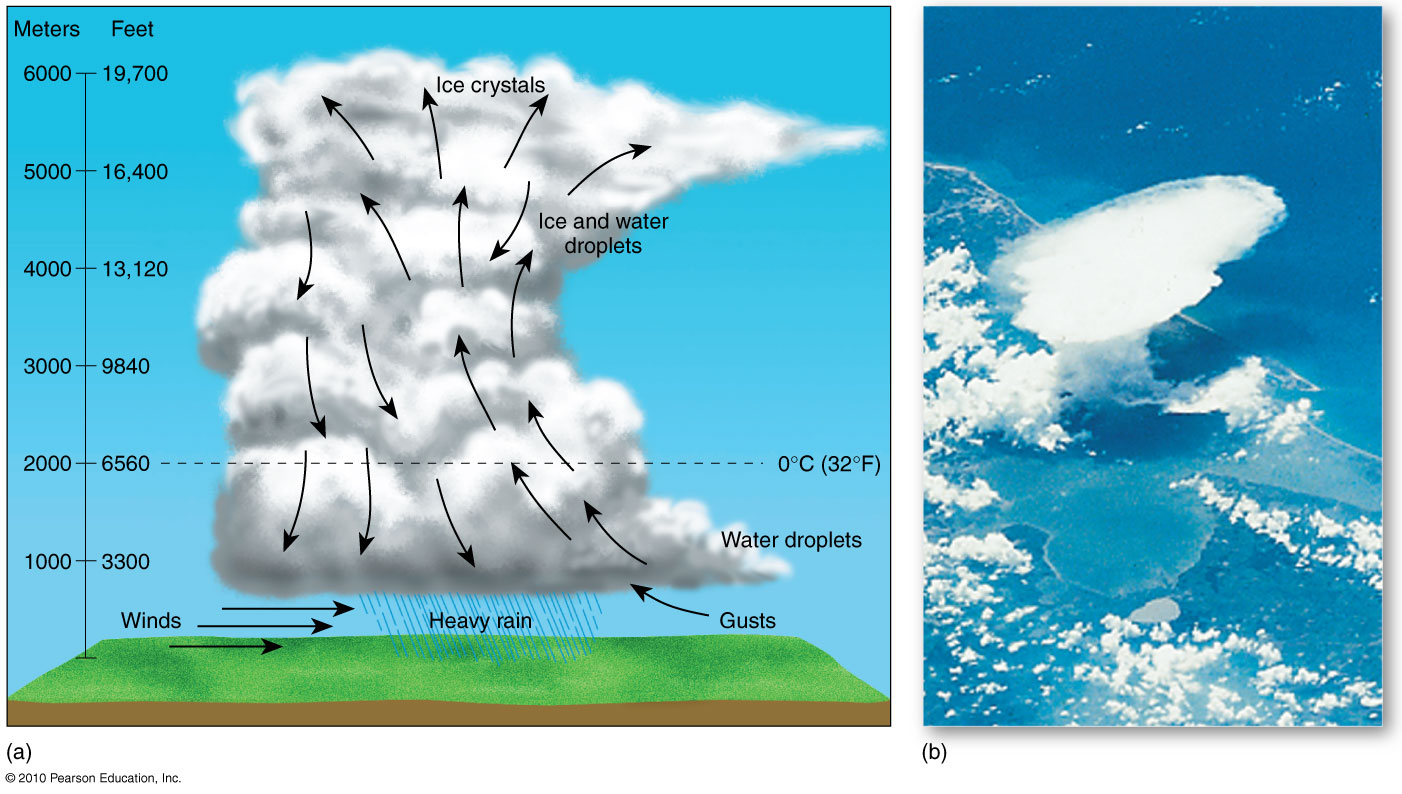 Meters Feet
6000 19,700
Ice crystals
5000 16,400
Ice and water
droplets
4000 13,120
3000 9840
2000 6560 0°C (32°F)
Water droplets
1000 3300
Winds Heavy rain Gusts
(a) (b)
© 2010 Pearson Education, Inc.